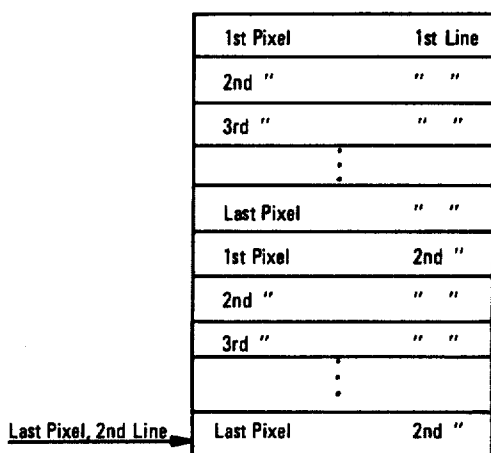 1st Pixel 1st Line
2nd " " "
3rd " " "
Last Pixel " "
1st Pixel 2nd "
2nd " " "
3rd " " "
Last Pixel, 2nd Line Last Pixel 2nd "